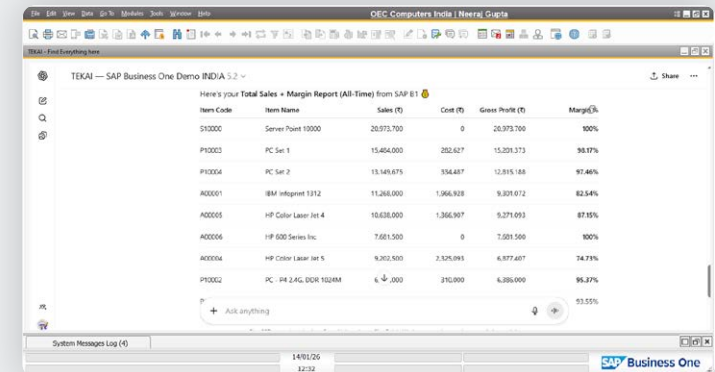 File Edit View Data Go To Modules Tools Window Help
OEC Computers India | Neeraj Gupta
TEKAI - Find Everything here
TEKAI — SAP Business One Demo INDIA 5.2
Share
Here's your Total Sales + Margin Report (All-Time) from SAP B1 💰
Item Code Item Name Sales (₹) Cost (₹) Gross Profit (₹) Margin %
S10000 Server Point 10000 20,973,700 0 20,973,700 100%
P10003 PC Set 1 15,484,000 282,627 15,201,373 98.17%
P10004 PC Set 2 13,149,675 334,487 12,815,188 97.46%
A00001 IBM Infoprint 1312 11,268,000 1,966,928 9,301,072 82.54%
A00005 HP Color Laser Jet 4 10,638,000 1,366,907 9,271,093 87.15%
A00006 HP 600 Series Inc 7,681,500 0 7,681,500 100%
A00004 HP Color Laser Jet 5 9,202,500 2,325,093 6,877,407 74.73%
P10002 PC - P4 2.4G, DDR 1024M 310,000 6,386,000 95.37%
93.55%
Ask anything
System Messages Log (4)
14/01/26
12:32
SAP Business One